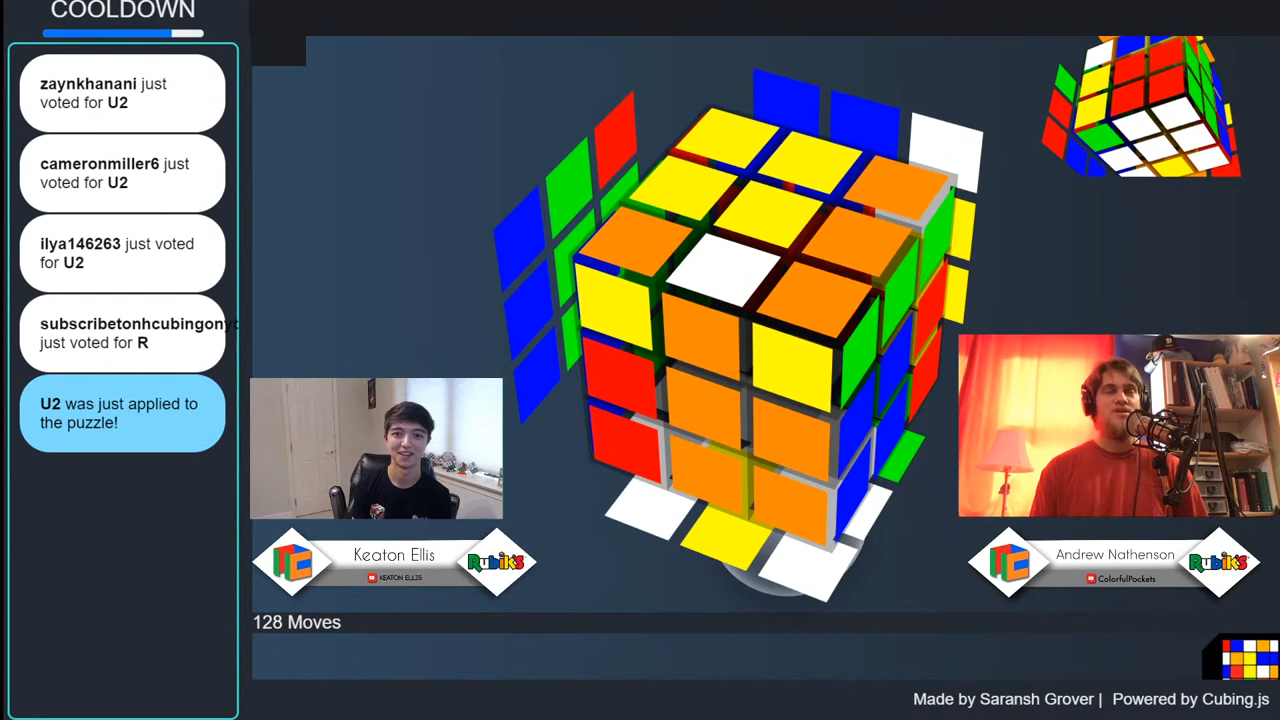 COOLDOWN
zaynkhanani just
voted for U2
cameronmiller6 just
voted for U2
ilya146263 just voted
for U2
subscribetonhcubingony
just voted for R
U2 was just applied to
the puzzle!
Keaton Ellis
KEATON ELLIS
RUBIK'S
Andrew Nathenson
ColorfulPockets
RUBIK'S
128 Moves
Made by Saransh Grover | Powered by Cubing.js